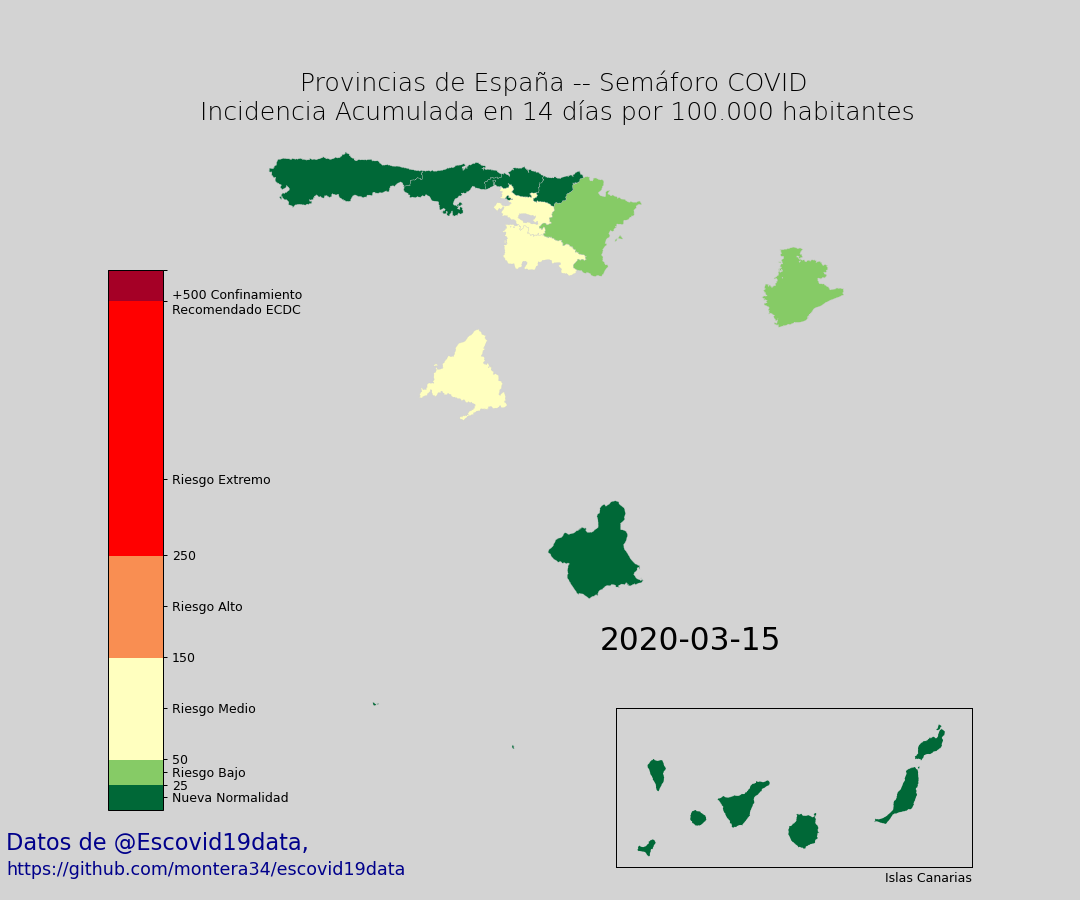 Provincias de España -- Semáforo COVID
Incidencia Acumulada en 14 días por 100.000 habitantes
+500 Confinamiento
Recomendado ECDC
Riesgo Extremo
250
Riesgo Alto
150
Riesgo Medio
50
Riesgo Bajo
25
Nueva Normalidad
2020-03-15
Islas Canarias
Datos de @Escovid19data,
https://github.com/montera34/escovid19data